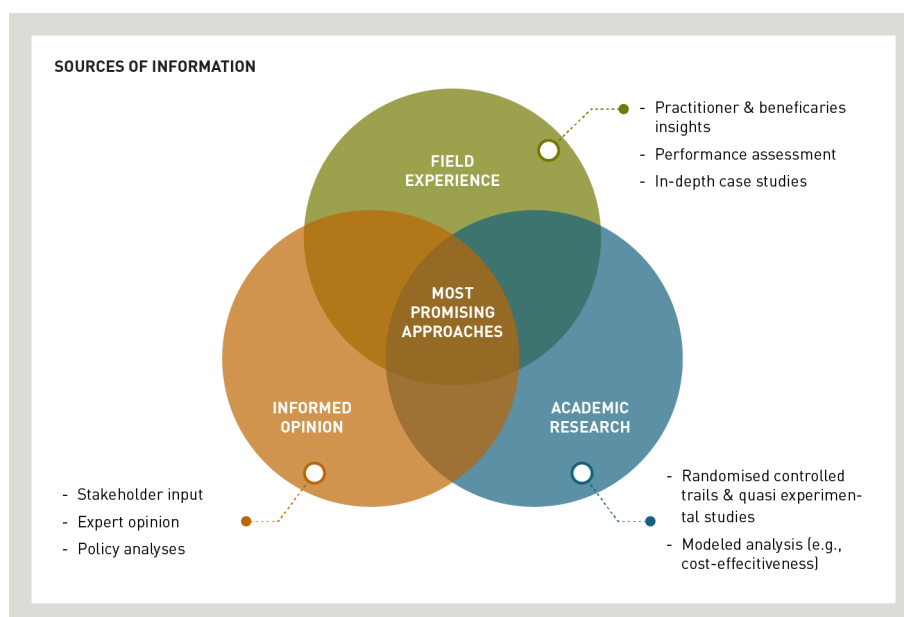 SOURCES OF INFORMATION
- Practitioner & beneficaries
insights
- Performance assessment
- In-depth case studies
FIELD
EXPERIENCE
MOST
PROMISING
APPROACHES
INFORMED
OPINION
ACADEMIC
RESEARCH
- Stakeholder input
- Expert opinion
- Policy analyses
- Randomised controlled
trails & quasi experimen-
tal studies
- Modeled analysis (e.g.,
cost-effecitiveness)